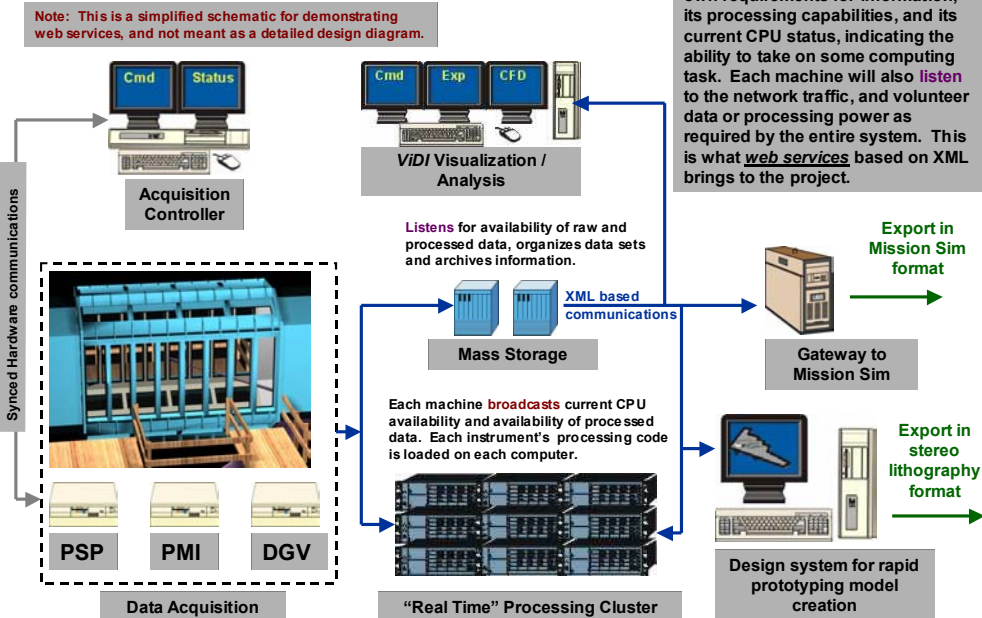 Note: This is a simplified schematic for demonstrating
web services, and not meant as a detailed design diagram.
own requirements for information,
its processing capabilities, and its
current CPU status, indicating the
ability to take on some computing
task. Each machine will also listen
to the network traffic, and volunteer
data or processing power as
required by the entire system. This
is what web services based on XML
brings to the project.
Cmd
Status
Cmd
Exp
CFD
Acquisition
Controller
ViDI Visualization /
Analysis
Synced Hardware communications
Listens for availability of raw and
processed data, organizes data sets
and archives information.
XML based
communications
Mass Storage
Export in
Mission Sim
format
Gateway to
Mission Sim
Each machine broadcasts current CPU
availability and availability of processed
data. Each instrument's processing code
is loaded on each computer.
Export in
stereo
lithography
format
PSP
PMI
DGV
Data Acquisition
“Real Time” Processing Cluster
Design system for rapid
prototyping model
creation